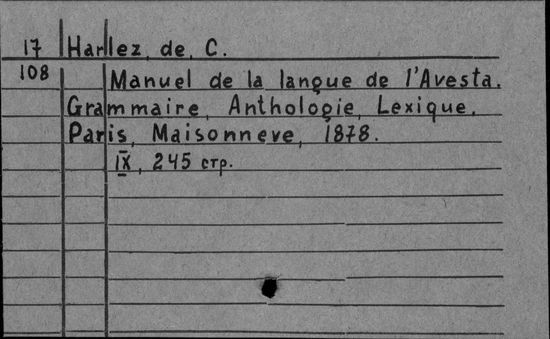 17 Harlez, de, C.
108 Manuel de la langue de l'Avesta.
Grammaire, Anthologie, Lexique.
Paris, Maisonneve, 1878.
IX, 245 стр.